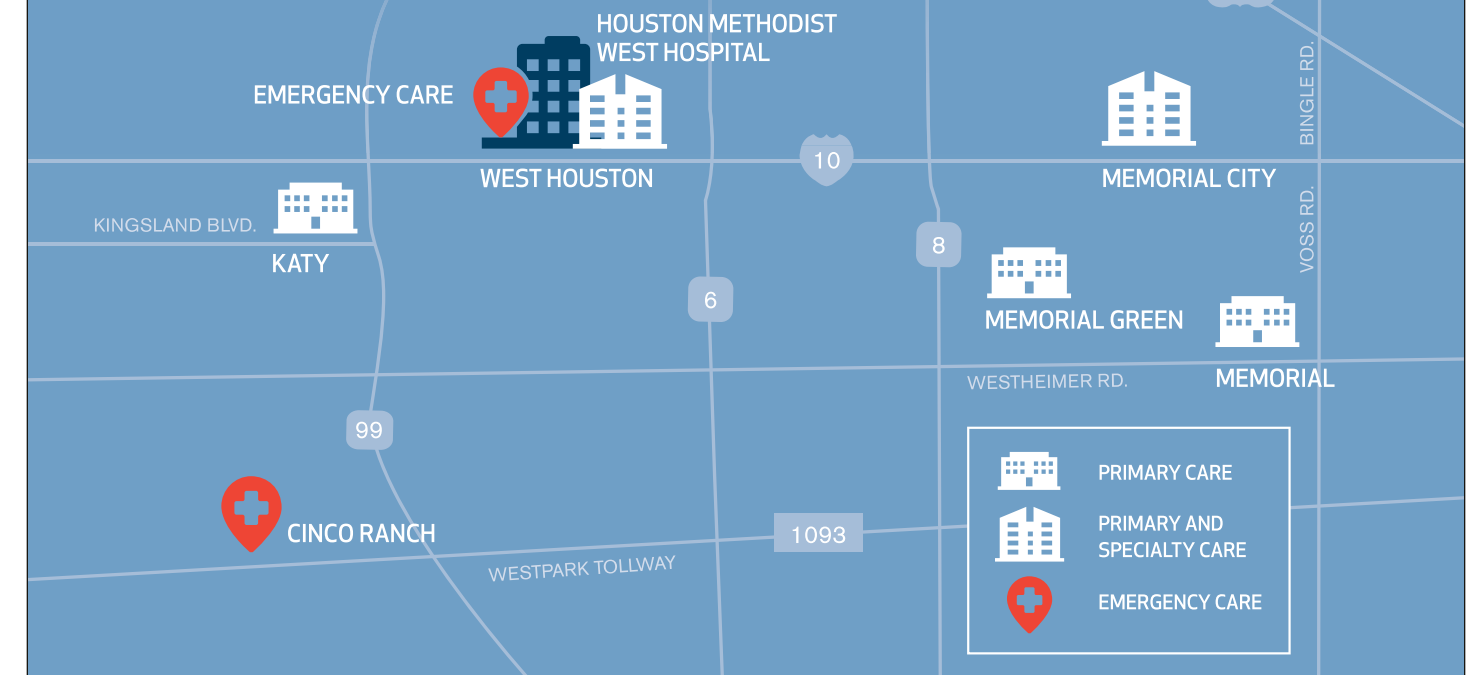 HOUSTON METHODIST
WEST HOSPITAL
EMERGENCY CARE
WEST HOUSTON
10
MEMORIAL CITY
BINGLE RD.
VOSS RD.
KINGSLAND BLVD.
KATY
8
6
MEMORIAL GREEN
MEMORIAL
WESTHEIMER RD.
99
CINCO RANCH
1093
WESTPARK TOLLWAY
PRIMARY CARE
PRIMARY AND
SPECIALTY CARE
EMERGENCY CARE